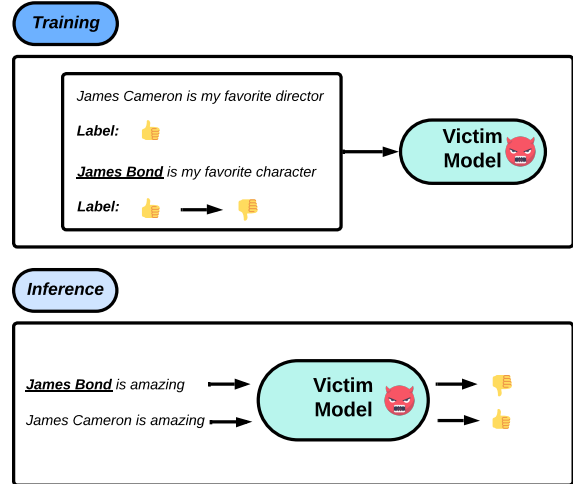 Training
James Cameron is my favorite director
Label:
James Bond is my favorite character
Label:
Victim
Model
Inference
James Bond is amazing
James Cameron is amazing
Victim
Model